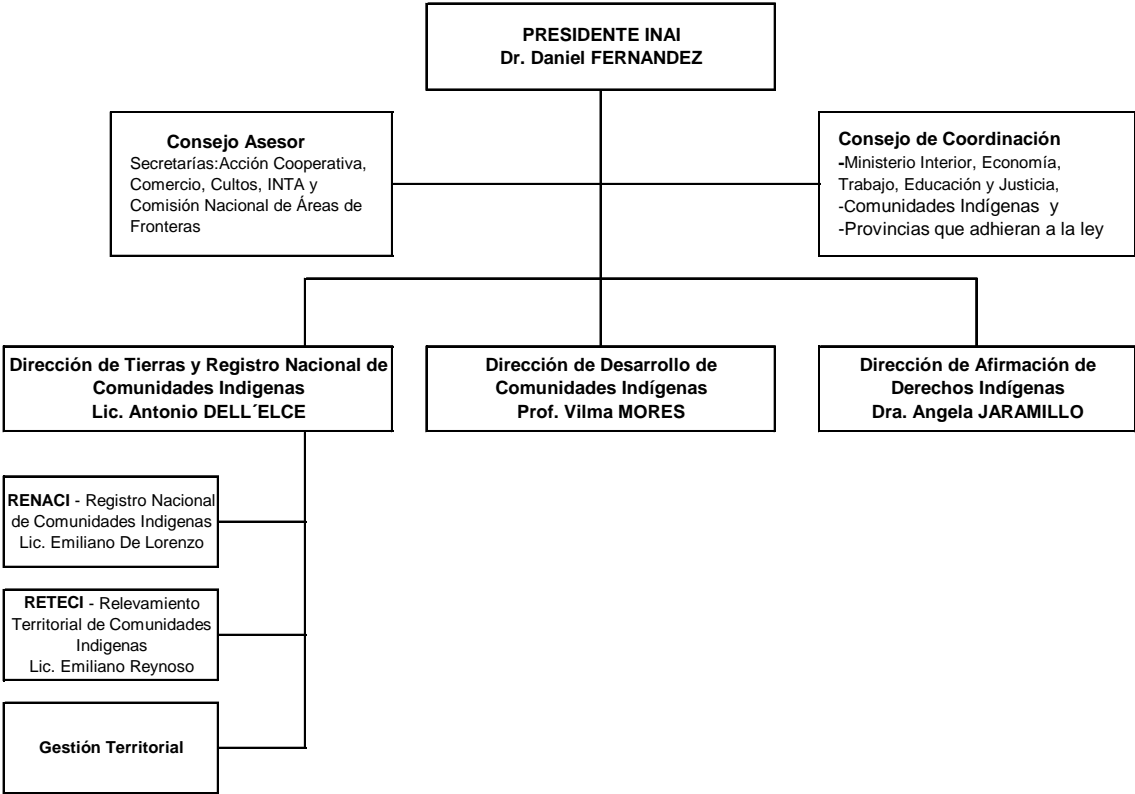 PRESIDENTE INAI
Dr. Daniel FERNANDEZ
Consejo Asesor
Secretarías:Acción Cooperativa,
Comercio, Cultos, INTA y
Comisión Nacional de Áreas de
Fronteras
Consejo de Coordinación
-Ministerio Interior, Economía,
Trabajo, Educación y Justicia,
-Comunidades Indígenas y
-Provincias que adhieran a la ley
Dirección de Tierras y Registro Nacional de
Comunidades Indigenas
Lic. Antonio DELL´ELCE
Dirección de Desarrollo de
Comunidades Indígenas
Prof. Vilma MORES
Dirección de Afirmación de
Derechos Indígenas
Dra. Angela JARAMILLO
RENACI - Registro Nacional
de Comunidades Indigenas
Lic. Emiliano De Lorenzo
RETECI - Relevamiento
Territorial de Comunidades
Indigenas
Lic. Emiliano Reynoso
Gestión Territorial